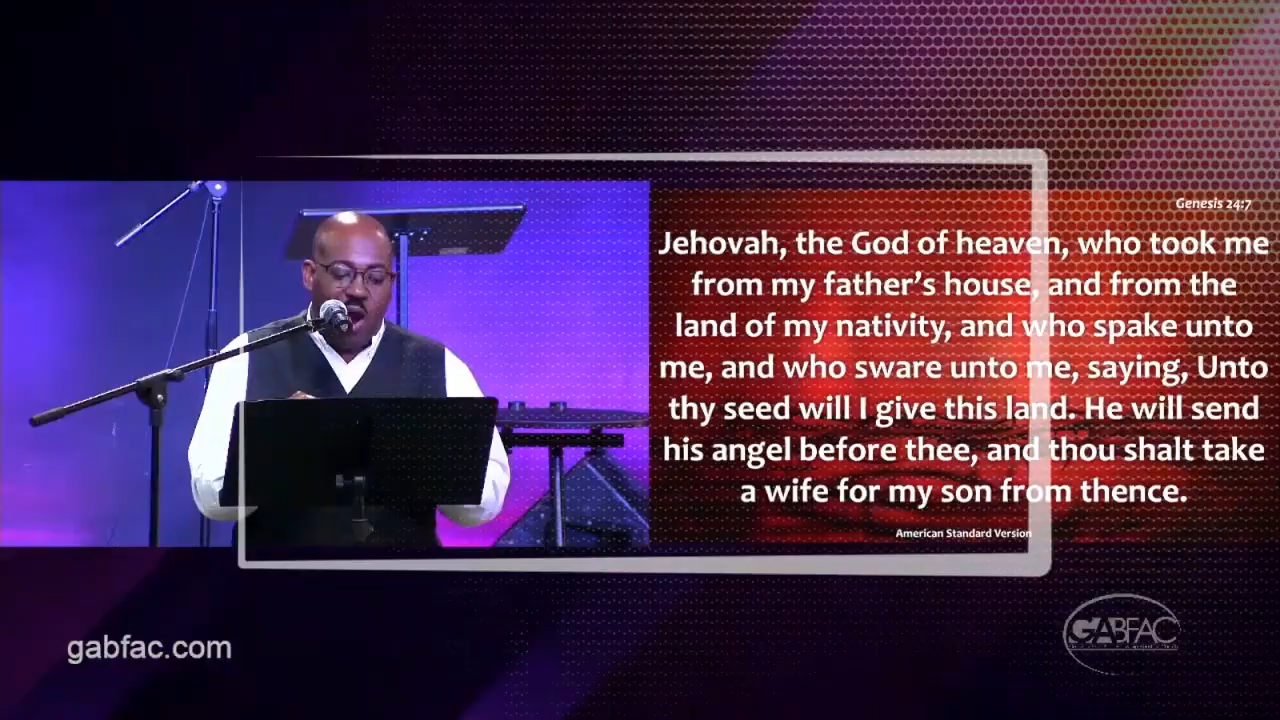 Genesis 24:7
Jehovah, the God of heaven, who took me
from my father's house, and from the
land of my nativity, and who spake unto
me, and who sware unto me, saying, Unto
thy seed will I give this land. He will send
his angel before thee, and thou shalt take
a wife for my son from thence.
American Standard Version
gabfac.com
GABFAC